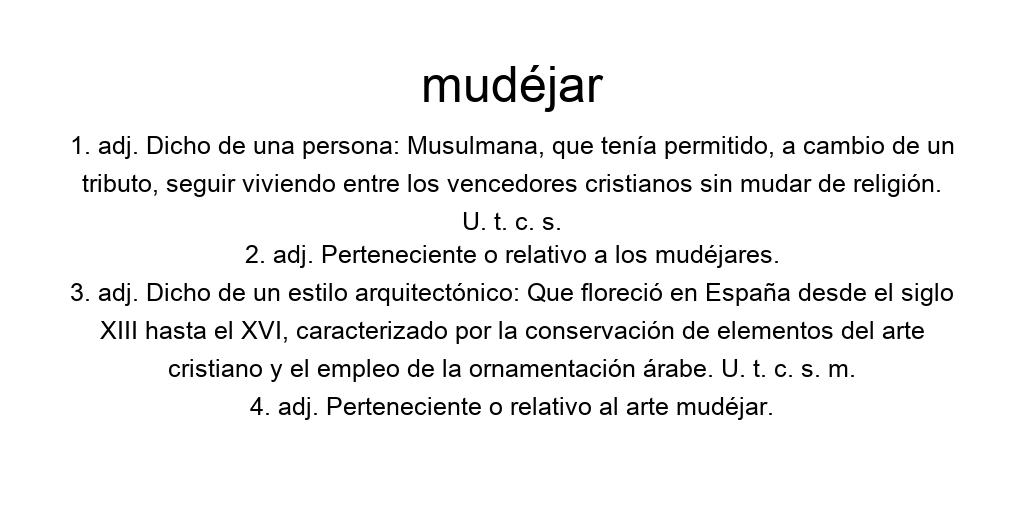 mudéjar
1. adj. Dicho de una persona: Musulmana, que tenía permitido, a cambio de un
tributo, seguir viviendo entre los vencedores cristianos sin mudar de religión.
U. t. c. s.
2. adj. Perteneciente o relativo a los mudéjares.
3. adj. Dicho de un estilo arquitectónico: Que floreció en España desde el siglo
XIII hasta el XVI, caracterizado por la conservación de elementos del arte
cristiano y el empleo de la ornamentación árabe. U. t. c. s. m.
4. adj. Perteneciente o relativo al arte mudéjar.